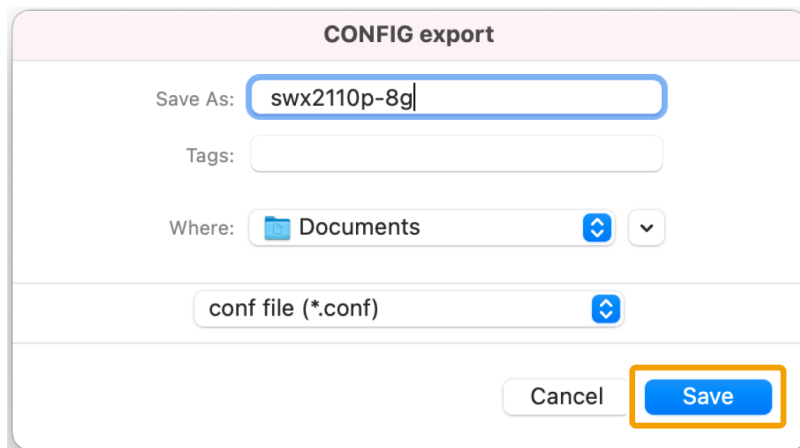 CONFIG export
Save As: swx2110p-8g
Tags:
Where: Documents
conf file (*.conf)
Cancel Save